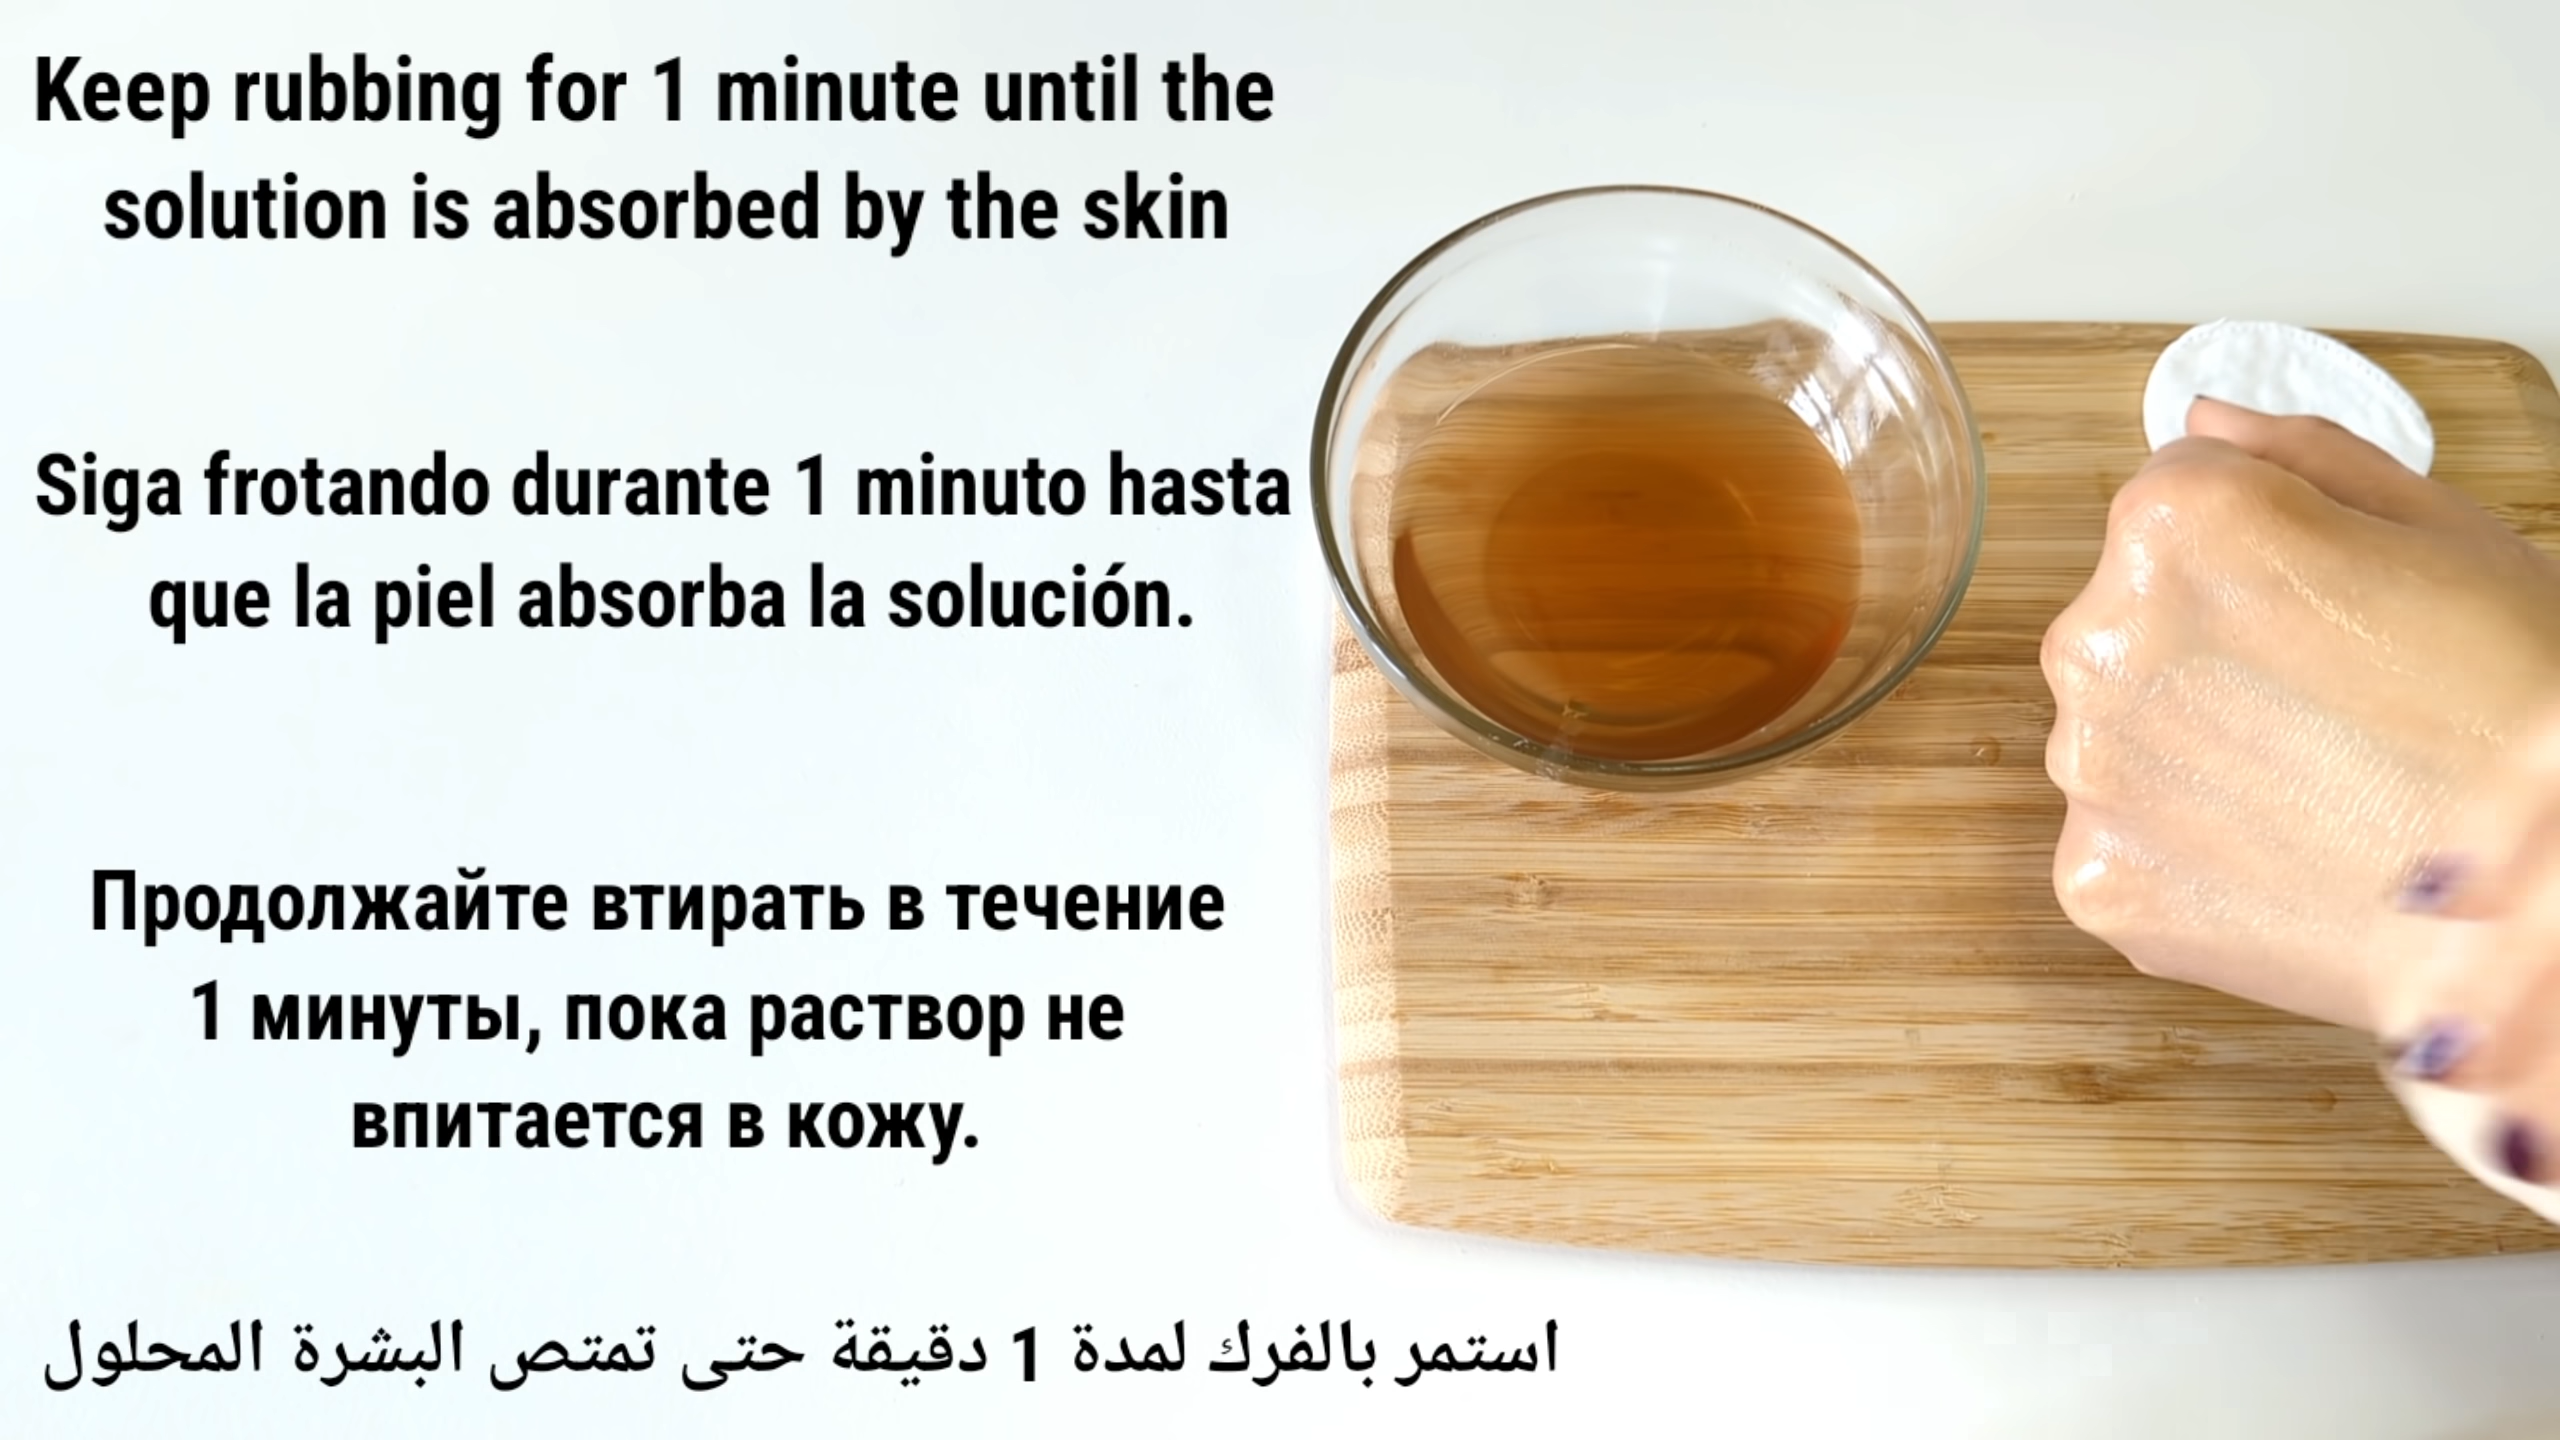 Keep rubbing for 1 minute until the
solution is absorbed by the skin
Siga frotando durante 1 minuto hasta
que la piel absorba la solución.
Продолжайте втирать в течение
1 минуты, пока раствор не
впитается в кожу.
استمر بالفرك لمدة 1 دقيقة حتى تمتص البشرة المحلول